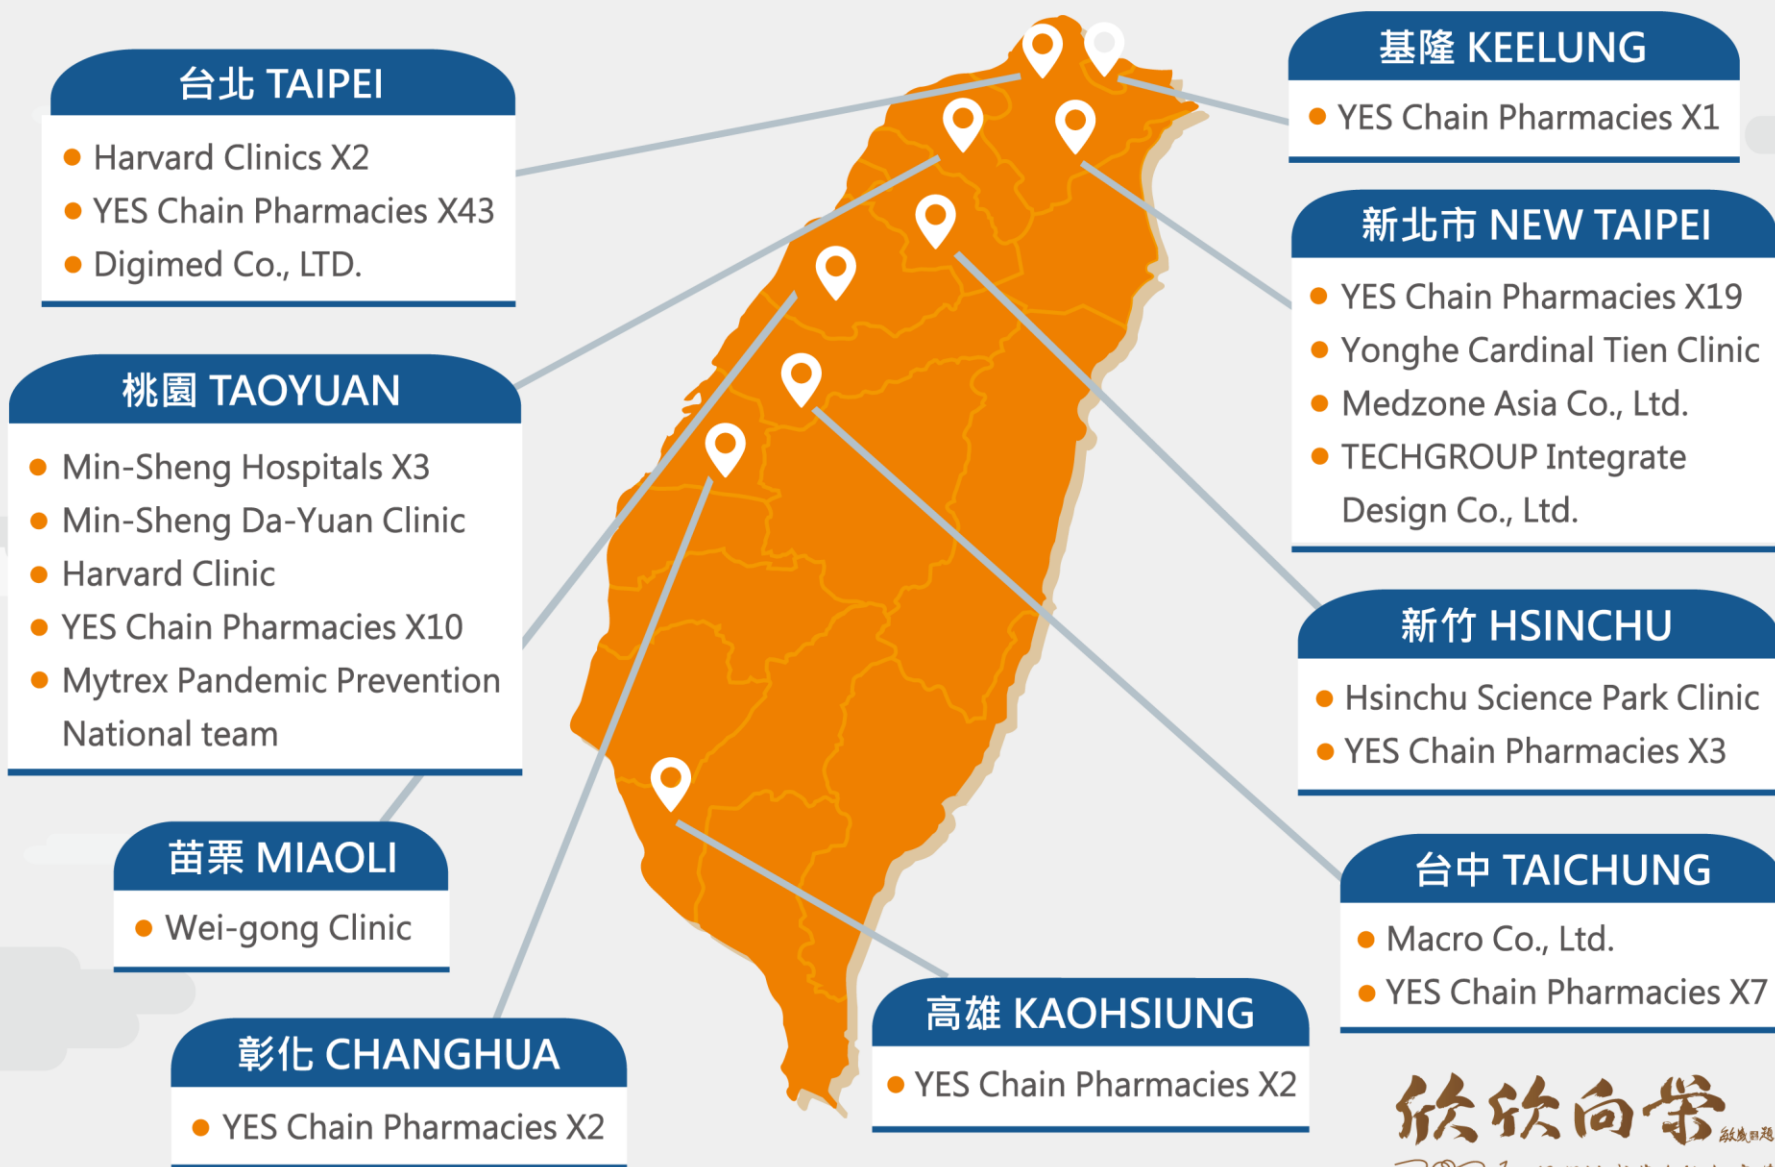 台北 TAIPEI
Harvard Clinics X2
YES Chain Pharmacies X43
Digimed Co., LTD.
桃園 TAOYUAN
Min-Sheng Hospitals X3
Min-Sheng Da-Yuan Clinic
Harvard Clinic
YES Chain Pharmacies X10
Mytrex Pandemic Prevention
National team
苗栗 MIAOLI
Wei-gong Clinic
彰化 CHANGHUA
YES Chain Pharmacies X2
高雄 KAOHSIUNG
YES Chain Pharmacies X2
基隆 KEELUNG
YES Chain Pharmacies X1
新北市 NEW TAIPEI
YES Chain Pharmacies X19
Yonghe Cardinal Tien Clinic
Medzone Asia Co., Ltd.
TECHGROUP Integrate
Design Co., Ltd.
新竹 HSINCHU
Hsinchu Science Park Clinic
YES Chain Pharmacies X3
台中 TAICHUNG
Macro Co., Ltd.
YES Chain Pharmacies X7
欣欣向荣